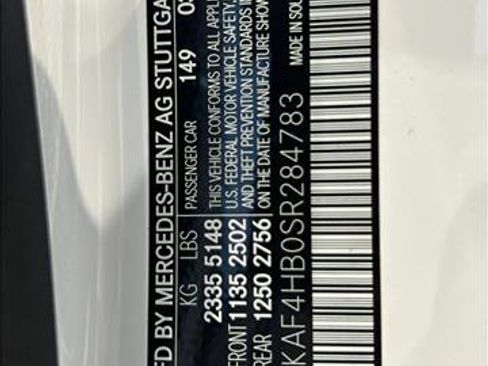 FD BY MERCEDES-BENZ AG STUTTGA
KG LBS PASSENGER CAR 149 03
2335 5148 THIS VEHICLE CONFORMS TO ALL APPLI
FRONT 1135 2502 U.S. FEDERAL MOTOR VEHICLE SAFETY,
AND THEFT PREVENTION STANDARDS I
REAR 1250 2756 ON THE DATE OF MANUFACTURE SHOW
KAF4HB0SR284783 MADE IN SOU